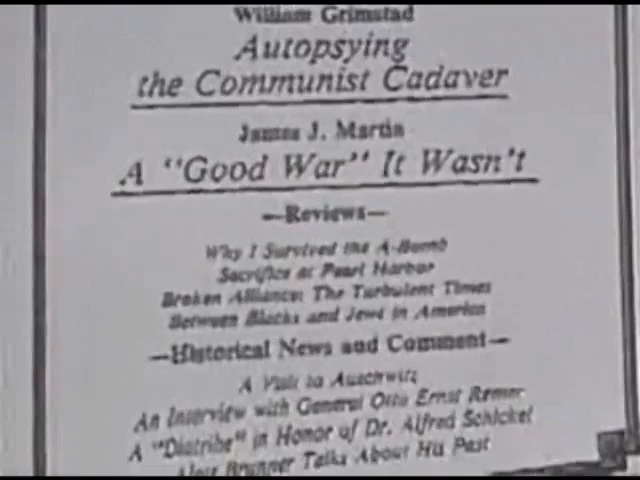 William Grimstad
Autopsying
the Communist Cadaver
James J. Martin
A "Good War" It Wasn't
—Reviews—
Why I Survived the A-Bomb
Sacrifice at Pearl Harbor
Broken Alliance: The Turbulent Times
Between Blacks and Jews in America
—Historical News and Comment—
A Visit to Auschwitz
An Interview with General Otto Ernst Remer
A "Diatribe" in Honor of Dr. Alfred Schickel
Alois Brunner Talks About His Past